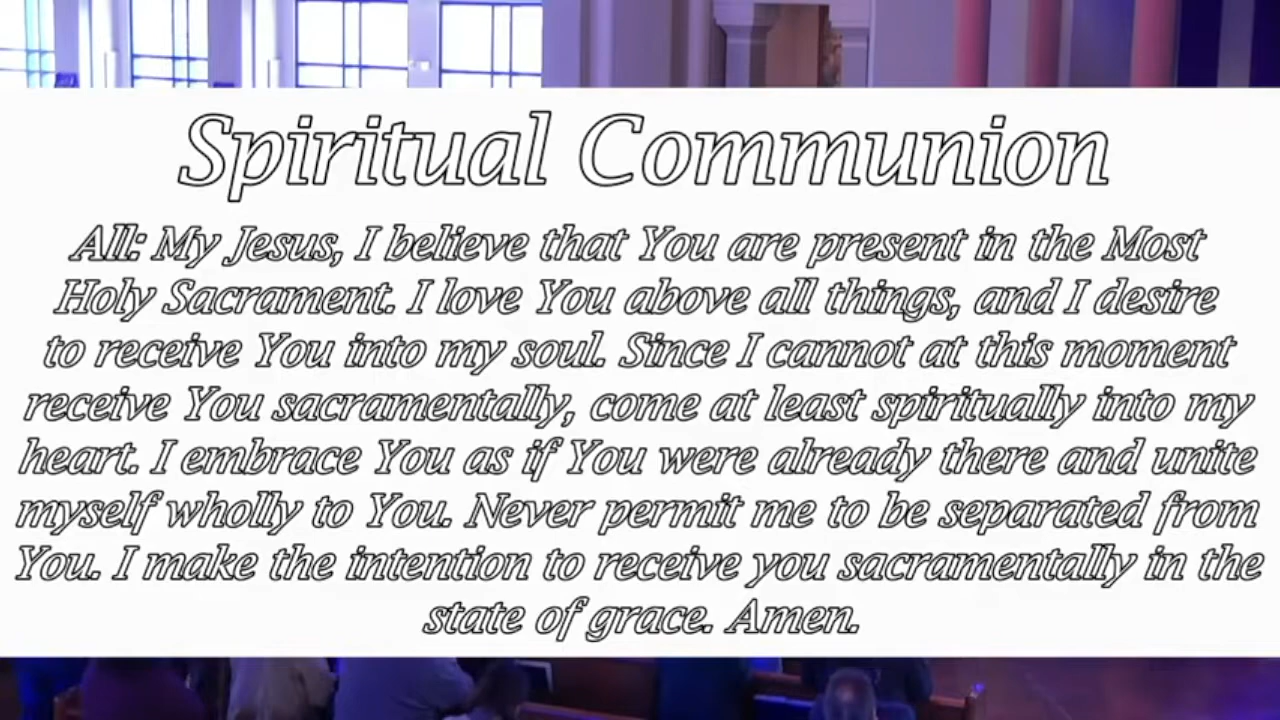 Spiritual Communion
All: My Jesus, I believe that You are present in the Most
Holy Sacrament. I love You above all things, and I desire
to receive You into my soul. Since I cannot at this moment
receive You sacramentally, come at least spiritually into my
heart. I embrace You as if You were already there and unite
myself wholly to You. Never permit me to be separated from
You. I make the intention to receive you sacramentally in the
state of grace. Amen.